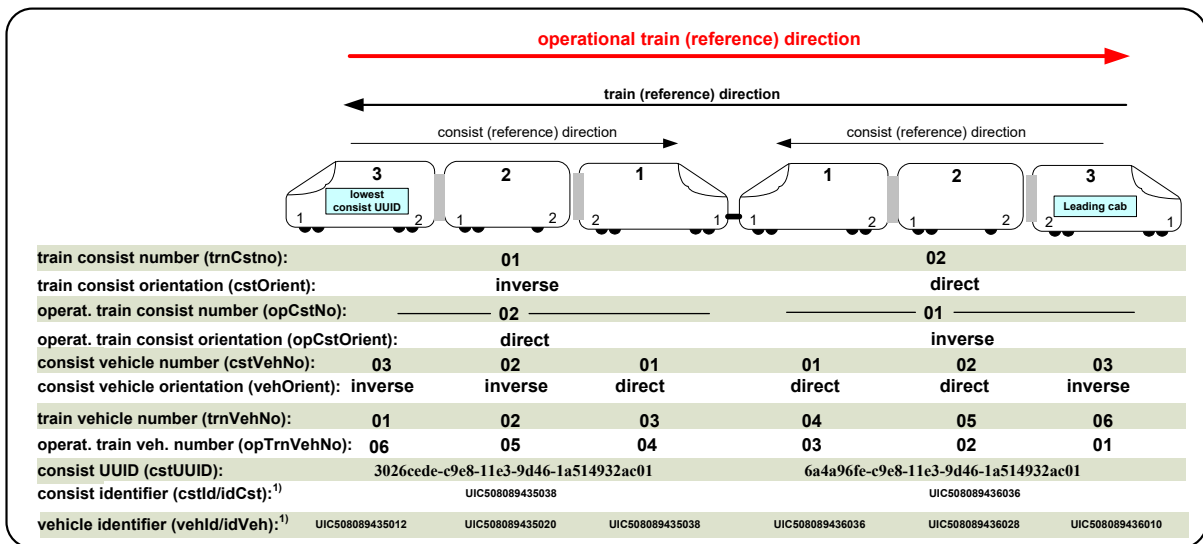 operational train (reference) direction
train (reference) direction
consist (reference) direction consist (reference) direction
3 2 1 1 2 3
lowest
consist UUID
Leading cab
1 2 1 2 2 1 1 2 1 2 2 1
train consist number (trnCstno): 01 02
train consist orientation (cstOrient): inverse direct
operat. train consist number (opCstNo): 02 01
operat. train consist orientation (opCstOrient): direct inverse
consist vehicle number (cstVehNo): 03 02 01 01 02 03
consist vehicle orientation (vehOrient): inverse inverse direct direct direct inverse
train vehicle number (trnVehNo): 01 02 03 04 05 06
operat. train veh. number (opTrnVehNo): 06 05 04 03 02 01
consist UUID (cstUUID): 3026cede-c9e8-11e3-9d46-1a514932ac01 6a4a96fe-c9e8-11e3-9d46-1a514932ac01
consist identifier (cstId/idCst):1) UIC508089435038 UIC508089436036
vehicle identifier (vehId/idVeh):1) UIC508089435012 UIC508089435020 UIC508089435038 UIC508089436036 UIC508089436028 UIC508089436010